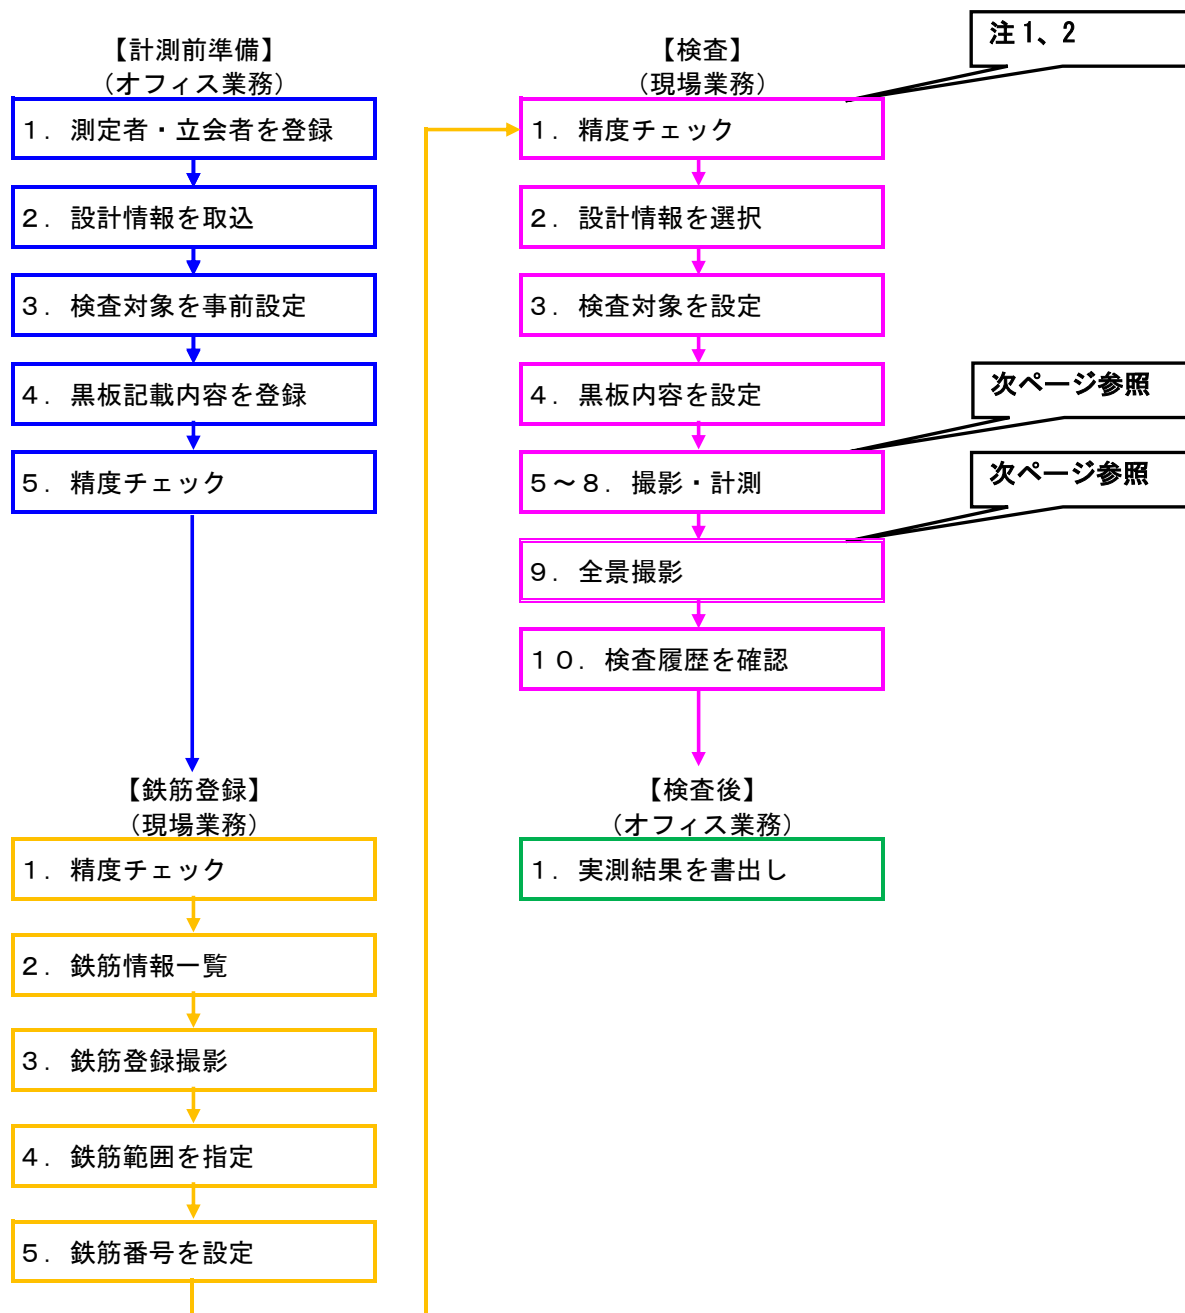 【計測前準備】
（オフィス業務）
１．測定者・立会者を登録
２．設計情報を取込
３．検査対象を事前設定
４．黒板記載内容を登録
５．精度チェック
【鉄筋登録】
（現場業務）
１．精度チェック
２．鉄筋情報一覧
３．鉄筋登録撮影
４．鉄筋範囲を指定
５．鉄筋番号を設定
【検査】
（現場業務）
注1、2
１．精度チェック
２．設計情報を選択
３．検査対象を設定
４．黒板内容を設定
次ページ参照
５～８．撮影・計測
次ページ参照
９．全景撮影
１０．検査履歴を確認
【検査後】
（オフィス業務）
１．実測結果を書出し